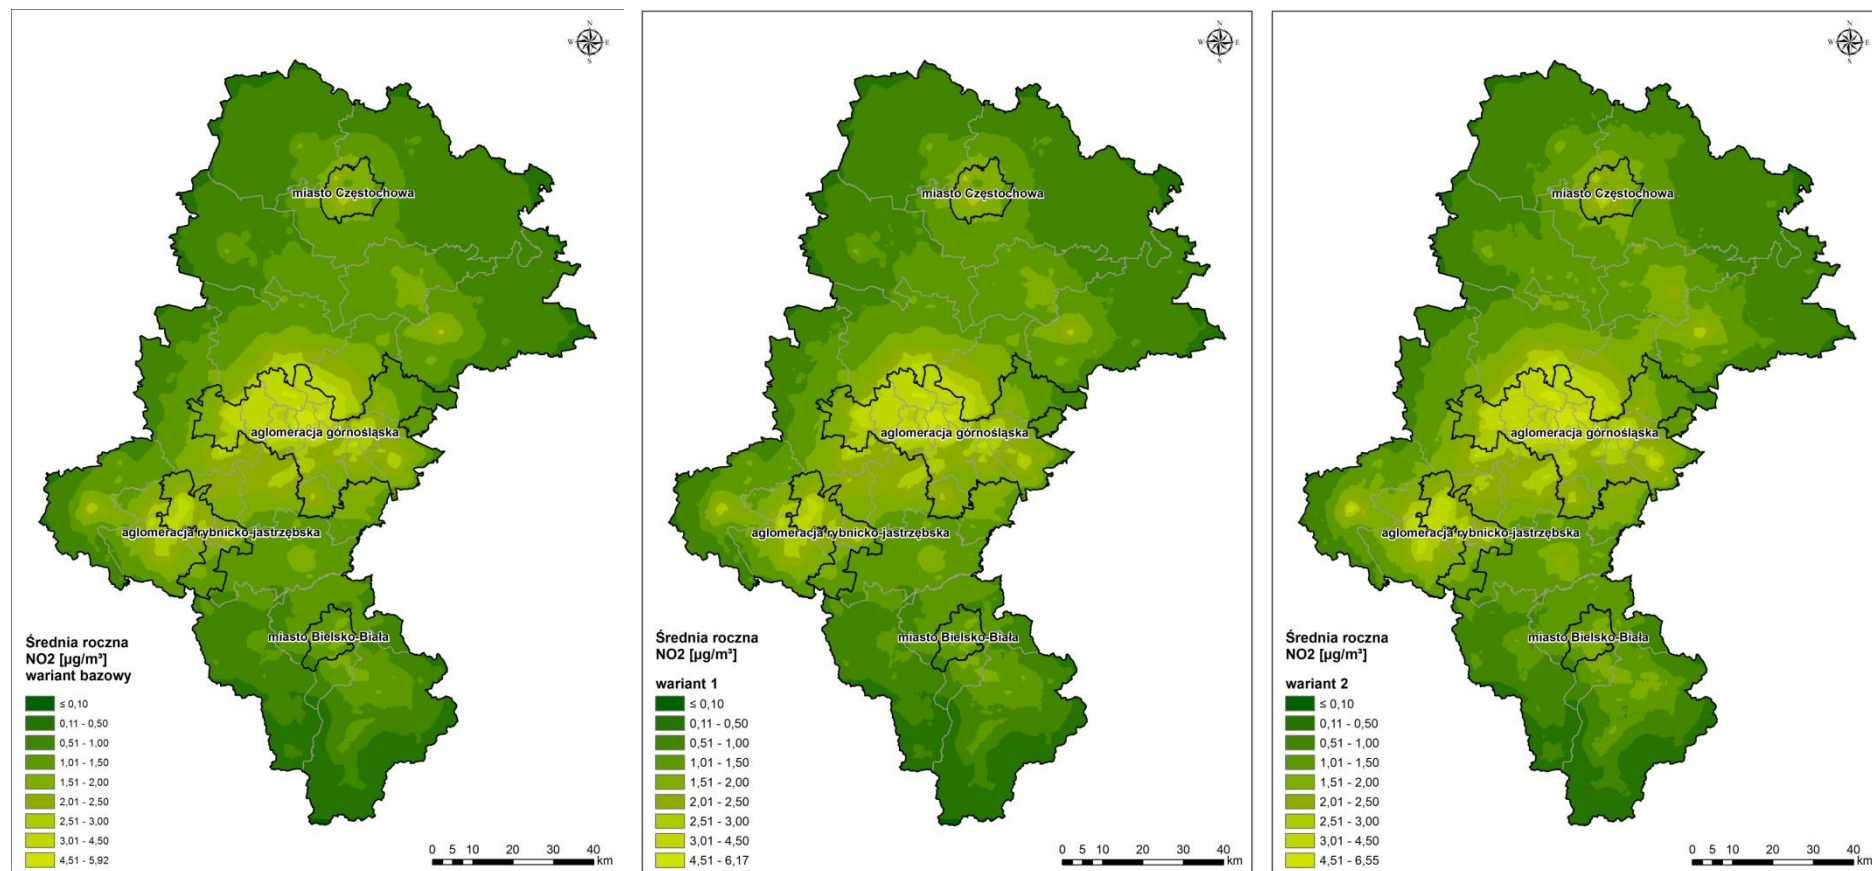 N
W E
S
miasto Częstochowa
aglomeracja górnośląska
aglomeracja rybnicko-jastrzębska
miasto Bielsko-Biała
Średnia roczna
NO2 [µg/m³]
wariant bazowy
≤ 0,10
0,11 - 0,50
0,51 - 1,00
1,01 - 1,50
1,51 - 2,00
2,01 - 2,50
2,51 - 3,00
3,01 - 4,50
4,51 - 5,92
0 5 10 20 30 40
km
N
W E
S
miasto Częstochowa
aglomeracja górnośląska
aglomeracja rybnicko-jastrzębska
miasto Bielsko-Biała
Średnia roczna
NO2 [µg/m³]
wariant 1
≤ 0,10
0,11 - 0,50
0,51 - 1,00
1,01 - 1,50
1,51 - 2,00
2,01 - 2,50
2,51 - 3,00
3,01 - 4,50
4,51 - 6,17
0 5 10 20 30 40
km
N
W E
S
miasto Częstochowa
aglomeracja górnośląska
aglomeracja rybnicko-jastrzębska
miasto Bielsko-Biała
Średnia roczna
NO2 [µg/m³]
wariant 2
≤ 0,10
0,11 - 0,50
0,51 - 1,00
1,01 - 1,50
1,51 - 2,00
2,01 - 2,50
2,51 - 3,00
3,01 - 4,50
4,51 - 6,55
0 5 10 20 30 40
km